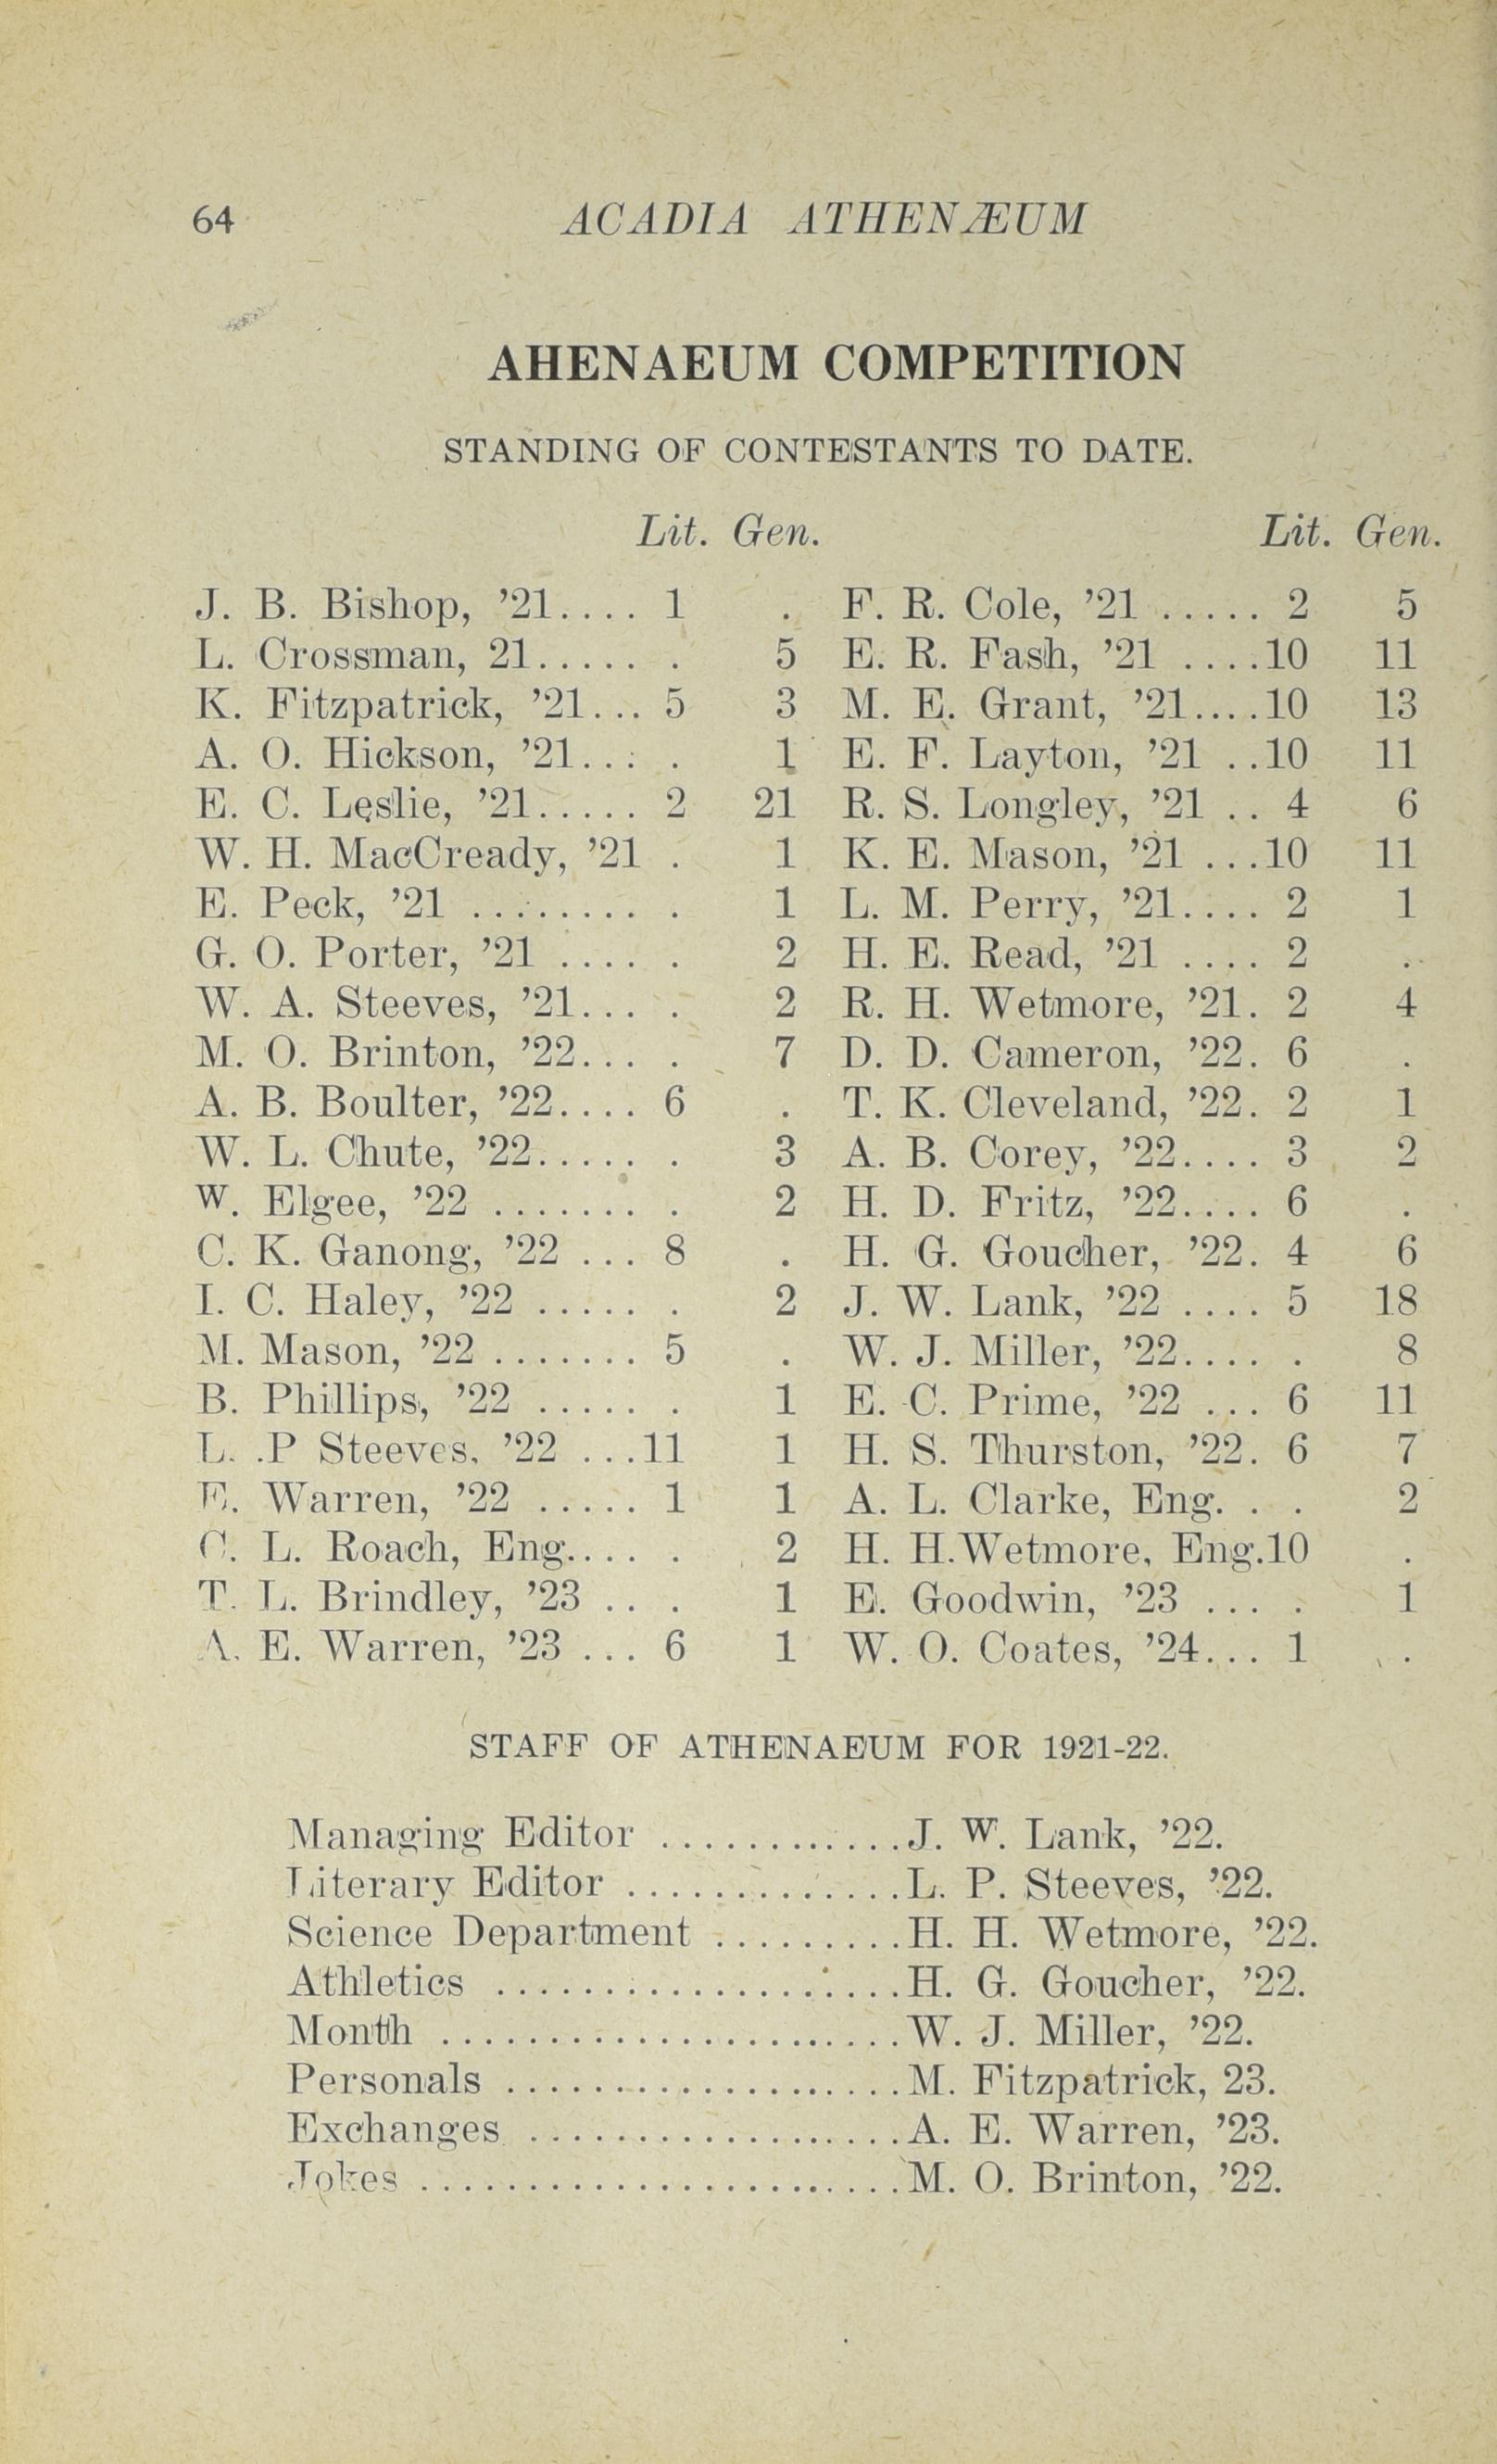 64 ACADIA ATHENÆUM
AHENAEUM COMPETITION
STANDING OF CONTESTANTS TO DATE.
Lit. Gen. Lit. Gen.
J. B. Bishop, ’21.... 1 . F. R. Cole, ’21 ...... 2 5
L. Crossman, 21...... . 5 E. R. Fash, ’21 ....10 11
K. Fitzpatrick, ’21... 5 3 M. E. Grant, ’21....10 13
A. O. Hickson, ’21... . 1 E. F. Layton, ’21 ..10 11
E. C. Leslie, ’21..... 2 21 R. S. Longley, ’21 .. 4 6
W. H. MacCready, ’21 . 1 K. E. Mason, ’21 ...10 11
E. Peck, ’21 ........ . 1 L. M. Perry, ’21.... 2 1
G. O. Porter, ’21 .... . 2 H. E. Read, ’21 .... 2 .
W. A. Steeves, ’21... . 2 R. H. Wetmore, ’21. 2 4
M. O. Brinton, ’22... . 7 D. D. Cameron, ’22. 6 .
A. B. Boulter, ’22.... 6 . T. K. Cleveland, ’22. 2 1
W. L. Chute, ’22..... . 3 A. B. Corey, ’22.... 3 2
W. Elgee, ’22 ....... . 2 H. D. Fritz, ’22.... 6 .
C. K. Ganong, ’22 ... 8 . H. G. Goucher, ’22. 4 6
I. C. Haley, ’22 ..... . 2 J. W. Lank, ’22 .... 5 18
M. Mason, ’22 ....... 5 . W. J. Miller, ’22.... . 8
B. Phillips, ’22 ..... . 1 E. C. Prime, ’22 ... 6 11
L. .P Steeves, ’22 ...11 1 H. S. Thurston, ’22. 6 7
E. Warren, ’22 ..... 1 1 A. L. Clarke, Eng. . . 2
C. L. Roach, Eng.... . 2 H. H.Wetmore, Eng.10 .
T. L. Brindley, ’23 .. . 1 E. Goodwin, ’23 ... . 1
A. E. Warren, ’23 ... 6 1 W. O. Coates, ’24... 1 .
STAFF OF ATHENAEUM FOR 1921-22.
Managing Editor .............J. W. Lank, ’22.
Literary Editor ...............L. P. Steeves, ’22.
Science Department ..........H. H. Wetmore, ’22.
Athletics ......................H. G. Goucher, ’22.
Month .........................W. J. Miller, ’22.
Personals ......................M. Fitzpatrick, 23.
Exchanges .....................A. E. Warren, ’23.
Jokes ..........................M. O. Brinton, ’22.